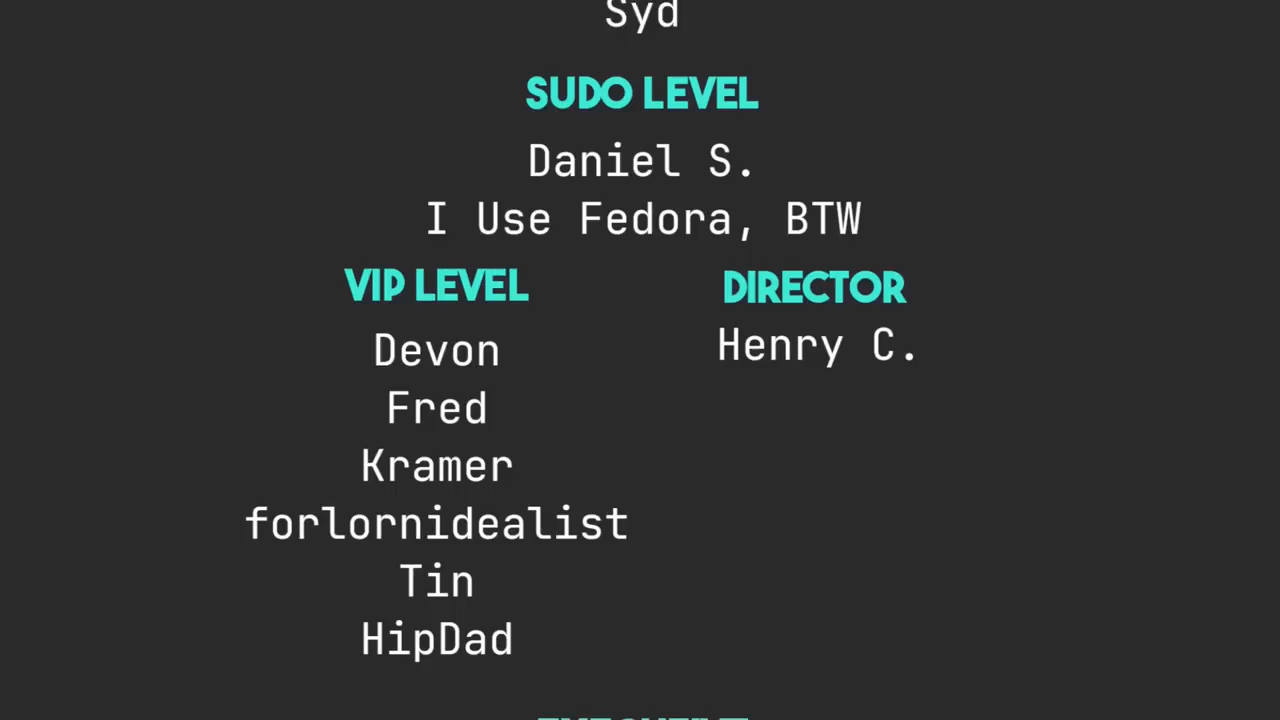 Syd
SUDO LEVEL
Daniel S.
I Use Fedora, BTW
VIP LEVEL
Devon
Fred
Kramer
forlornidealist
Tin
HipDad
DIRECTOR
Henry C.